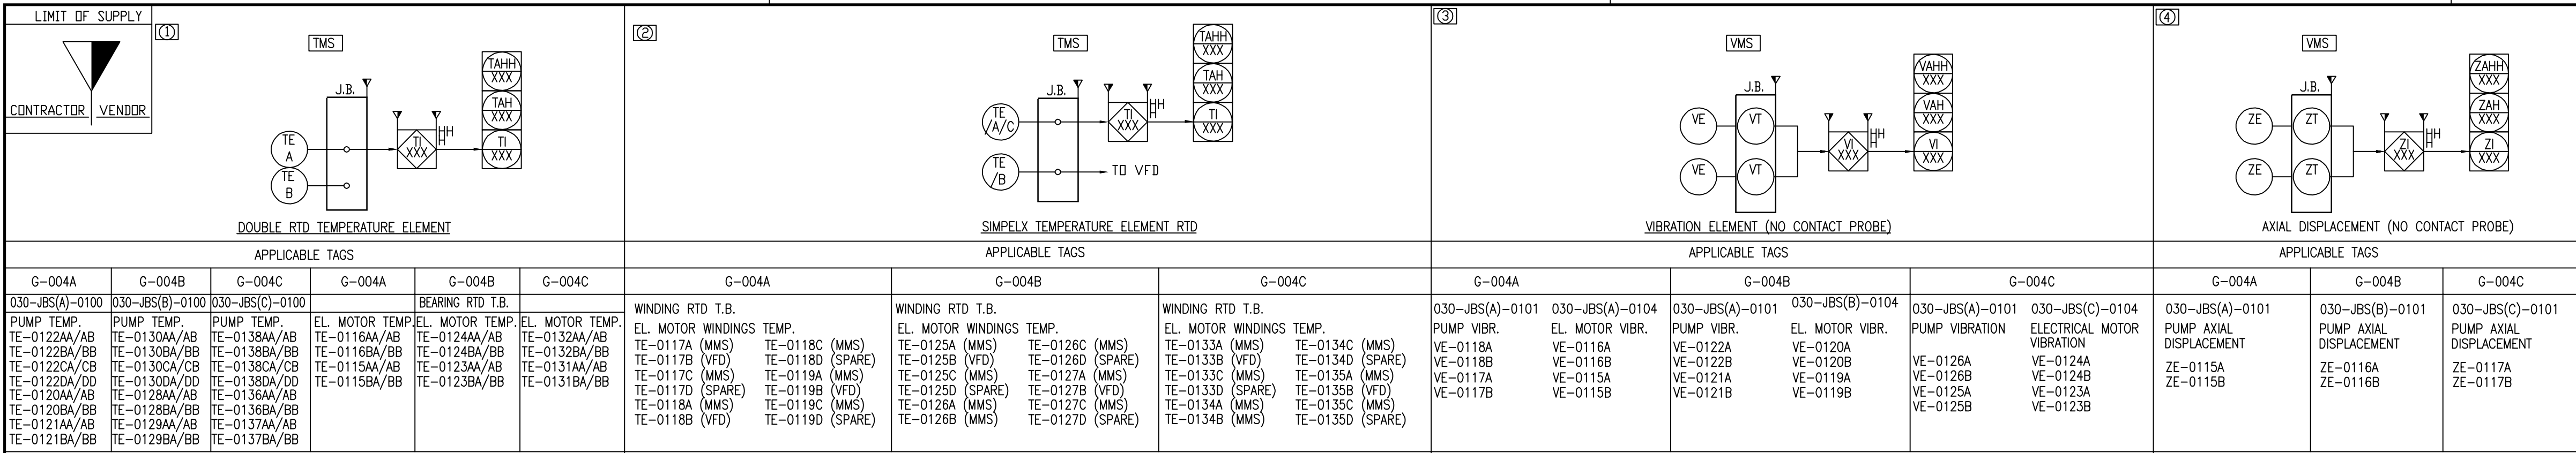 LIMIT OF SUPPLY
CONTRACTOR VENDOR
1
TMS
J.B.
TE
A
TE
B
TI
XXX
HH
H
TAHH
XXX
TAH
XXX
TI
XXX
DOUBLE RTD TEMPERATURE ELEMENT
APPLICABLE TAGS
G-004A G-004B G-004C G-004A G-004B G-004C
030-JBS(A)-0100 030-JBS(B)-0100 030-JBS(C)-0100 BEARING RTD T.B.
PUMP TEMP. PUMP TEMP. PUMP TEMP. EL. MOTOR TEMP. EL. MOTOR TEMP. EL. MOTOR TEMP.
TE-0122AA/AB TE-0130AA/AB TE-0138AA/AB TE-0116AA/AB TE-0124AA/AB TE-0132AA/AB
TE-0122BA/BB TE-0130BA/BB TE-0138BA/BB TE-0116BA/BB TE-0124BA/BB TE-0132BA/BB
TE-0122CA/CB TE-0130CA/CB TE-0138CA/CB TE-0115AA/AB TE-0123AA/AB TE-0131AA/AB
TE-0122DA/DD TE-0130DA/DD TE-0138DA/DD TE-0115BA/BB TE-0123BA/BB TE-0131BA/BB
TE-0120AA/AB TE-0128AA/AB TE-0136AA/AB
TE-0120BA/BB TE-0128BA/BB TE-0136BA/BB
TE-0121AA/AB TE-0129AA/AB TE-0137AA/AB
TE-0121BA/BB TE-0129BA/BB TE-0137BA/BB
2
TMS
J.B.
TE
/A/C
TE
/B
TI
XXX
HH
H
TAHH
XXX
TAH
XXX
TI
XXX
TO VFD
SIMPELX TEMPERATURE ELEMENT RTD
APPLICABLE TAGS
G-004A G-004B G-004C
WINDING RTD T.B. WINDING RTD T.B. WINDING RTD T.B.
EL. MOTOR WINDINGS TEMP. EL. MOTOR WINDINGS TEMP. EL. MOTOR WINDINGS TEMP.
TE-0117A (MMS) TE-0118C (MMS) TE-0125A (MMS) TE-0126C (MMS) TE-0133A (MMS) TE-0134C (MMS)
TE-0117B (VFD) TE-0118D (SPARE) TE-0125B (VFD) TE-0126D (SPARE) TE-0133B (VFD) TE-0134D (SPARE)
TE-0117C (MMS) TE-0119A (MMS) TE-0125C (MMS) TE-0127A (MMS) TE-0133C (MMS) TE-0135A (MMS)
TE-0117D (SPARE) TE-0119B (VFD) TE-0125D (SPARE) TE-0127B (VFD) TE-0133D (SPARE) TE-0135B (VFD)
TE-0118A (MMS) TE-0119C (MMS) TE-0126A (MMS) TE-0127C (MMS) TE-0134A (MMS) TE-0135C (MMS)
TE-0118B (VFD) TE-0119D (SPARE) TE-0126B (MMS) TE-0127D (SPARE) TE-0134B (MMS) TE-0135D (SPARE)
3
VMS
J.B.
VE
VT
VE
VT
VI
XXX
HH
H
VAHH
XXX
VAH
XXX
VI
XXX
VIBRATION ELEMENT (NO CONTACT PROBE)
APPLICABLE TAGS
G-004A G-004B G-004C
030-JBS(A)-0101 030-JBS(A)-0104 030-JBS(A)-0101 030-JBS(B)-0104 030-JBS(A)-0101 030-JBS(C)-0104
PUMP VIBR. EL. MOTOR VIBR. PUMP VIBR. EL. MOTOR VIBR. PUMP VIBRATION ELECTRICAL MOTOR
VIBRATION
VE-0118A VE-0116A VE-0122A VE-0120A VE-0126A VE-0124A
VE-0118B VE-0116B VE-0122B VE-0120B VE-0126B VE-0124B
VE-0117A VE-0115A VE-0121A VE-0119A VE-0125A VE-0123A
VE-0117B VE-0115B VE-0121B VE-0119B VE-0125B VE-0123B
4
VMS
J.B.
ZE
ZT
ZE
ZT
ZI
XXX
HH
H
ZAHH
XXX
ZAH
XXX
ZI
XXX
AXIAL DISPLACEMENT (NO CONTACT PROBE)
APPLICABLE TAGS
G-004A G-004B G-004C
030-JBS(A)-0101 030-JBS(B)-0101 030-JBS(C)-0101
PUMP AXIAL PUMP AXIAL PUMP AXIAL
DISPLACEMENT DISPLACEMENT DISPLACEMENT
ZE-0115A ZE-0116A ZE-0117A
ZE-0115B ZE-0116B ZE-0117B